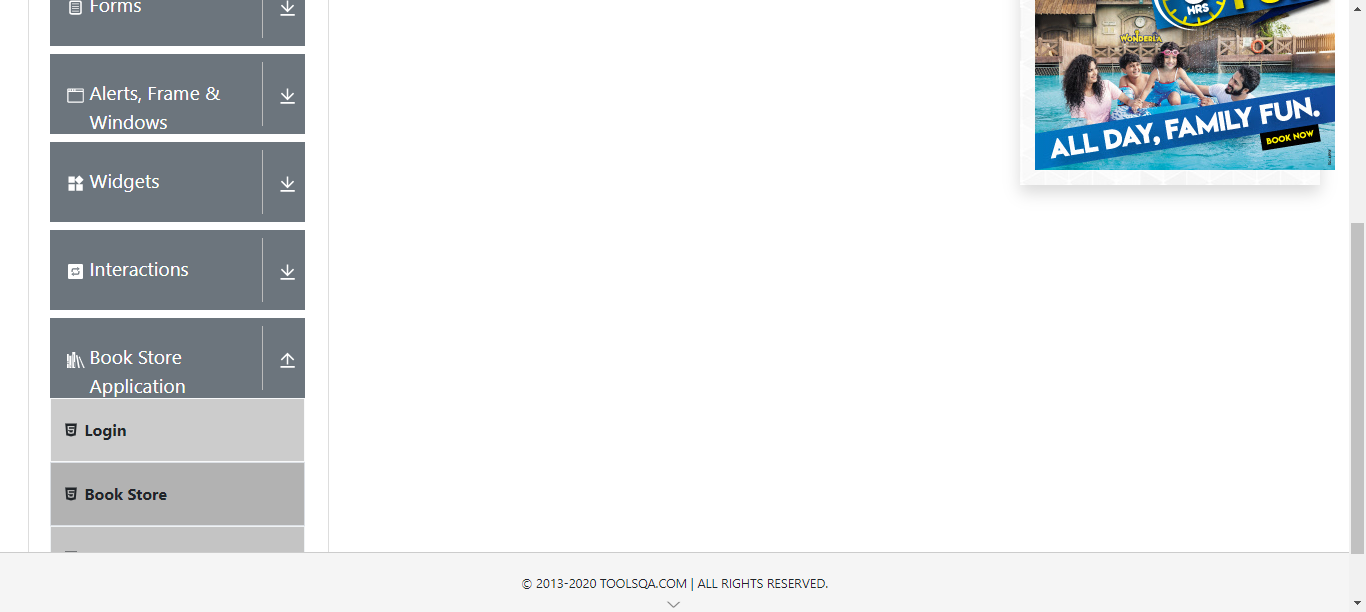 Forms
Alerts, Frame &
Windows
Widgets
Interactions
Book Store
Application
Login
Book Store
HRS
WONDERLA
ALL DAY, FAMILY FUN.
BOOK NOW
© 2013-2020 TOOLSQA.COM | ALL RIGHTS RESERVED.